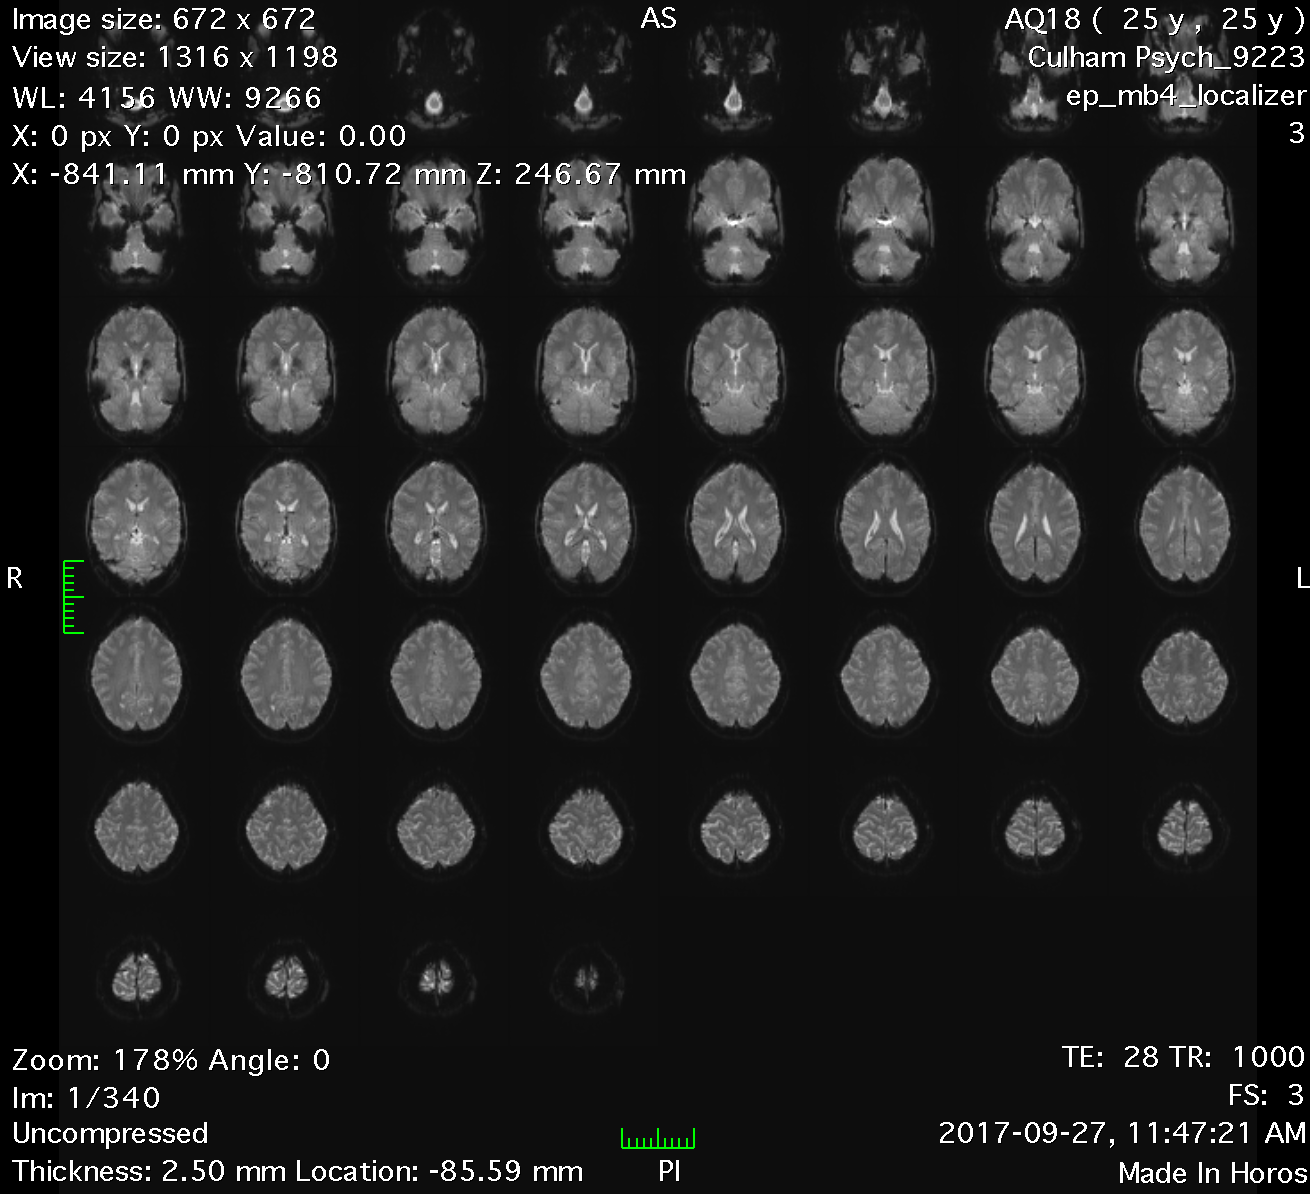 Image size: 672 x 672
View size: 1316 x 1198
WL: 4156 WW: 9266
X: 0 px Y: 0 px Value: 0.00
X: -841.11 mm Y: -810.72 mm Z: 246.67 mm
AS
AQ18 ( 25 y , 25 y )
Culham Psych_9223
ep_mb4_localizer
3
R
L
Zoom: 178% Angle: 0
Im: 1/340
Uncompressed
Thickness: 2.50 mm Location: -85.59 mm
PI
TE: 28 TR: 1000
FS: 3
2017-09-27, 11:47:21 AM
Made In Horos